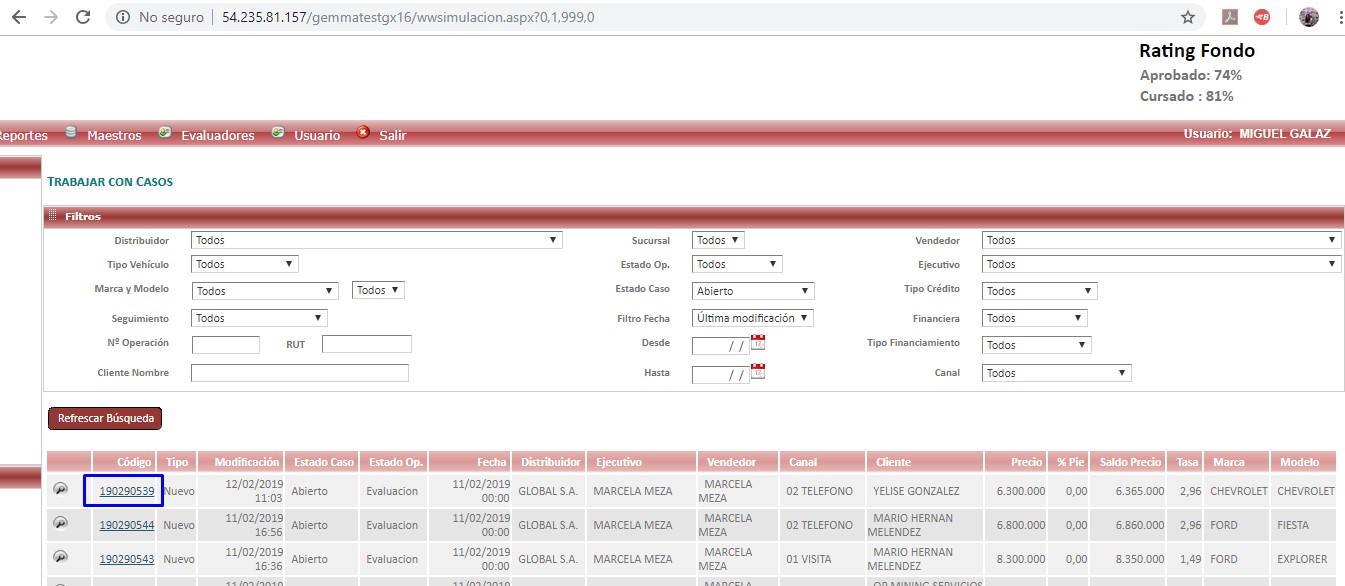 No seguro | 54.235.81.157/gemmatestgx16/wwsimulacion.aspx?0,1,999,0
Rating Fondo
Aprobado: 74%
Cursado : 81%
eportes Maestros Evaluadores Usuario Salir Usuario: MIGUEL GALAZ
TRABAJAR CON CASOS
Filtros
Distribuidor Todos Sucursal Todos Vendedor Todos
Tipo Vehículo Todos Estado Op. Todos Ejecutivo Todos
Marca y Modelo Todos Todos Estado Caso Abierto Tipo Crédito Todos
Seguimiento Todos Filtro Fecha Última modificación Financiera Todos
Nº Operación RUT Desde / / Tipo Financiamiento Todos
Cliente Nombre Hasta / / Canal Todos
Refrescar Búsqueda
Código Tipo Modificación Estado Caso Estado Op. Fecha Distribuidor Ejecutivo Vendedor Canal Cliente Precio % Pie Saldo Precio Tasa Marca Modelo
190290539 Nuevo 12/02/2019 11:03 Abierto Evaluacion 11/02/2019 00:00 GLOBAL S.A. MARCELA MEZA MARCELA MEZA 02 TELEFONO YELISE GONZALEZ 6.300.000 0,00 6.365.000 2,96 CHEVROLET CHEVROLET
190290544 Nuevo 11/02/2019 16:56 Abierto Evaluacion 11/02/2019 00:00 GLOBAL S.A. MARCELA MEZA MARCELA MEZA 02 TELEFONO MARIO HERNAN MELENDEZ 6.800.000 0,00 6.860.000 2,96 FORD FIESTA
190290543 Nuevo 11/02/2019 16:36 Abierto Evaluacion 11/02/2019 00:00 GLOBAL S.A. MARCELA MEZA MARCELA MEZA 01 VISITA MARIO HERNAN MELENDEZ 8.300.000 0,00 8.350.000 1,49 FORD EXPLORER
11/02/2019 11/02/2019 MARCELA OP MINING SERVICIOS